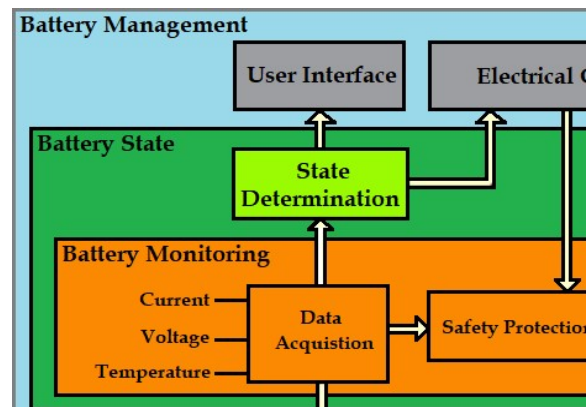 Battery Management
User Interface
Electrical
Battery State
State
Determination
Battery Monitoring
Current
Voltage
Temperature
Data
Acquistion
Safety Protection